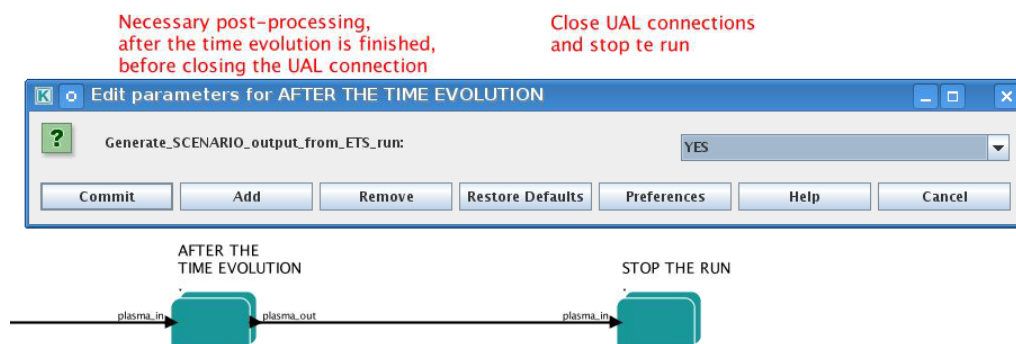 Necessary post-processing,
after the time evolution is finished,
before closing the UAL connection
Close UAL connections
and stop te run
K
Edit parameters for AFTER THE TIME EVOLUTION
?
Generate_SCENARIO_output_from_ETS_run:
YES
Commit
Add
Remove
Restore Defaults
Preferences
Help
Cancel
AFTER THE
TIME EVOLUTION
STOP THE RUN
plasma_in
plasma_out
plasma_in